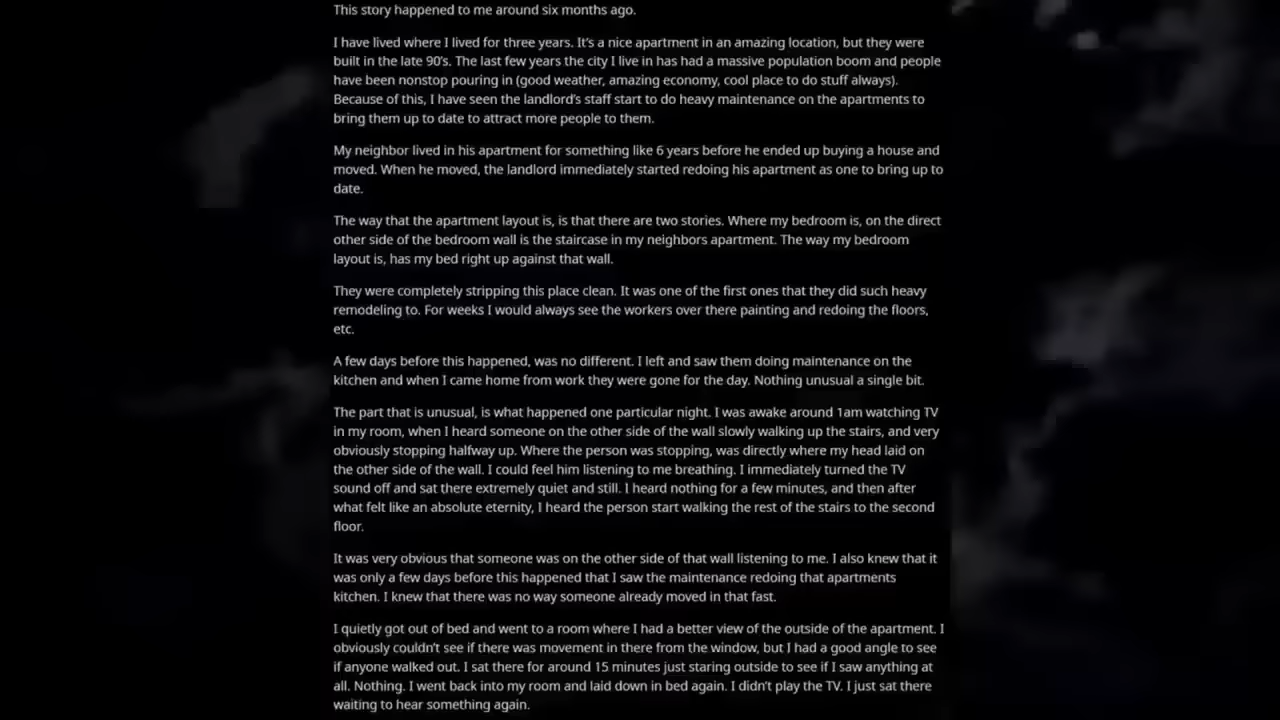 This story happened to me around six months ago.
I have lived where I lived for three years. It's a nice apartment in an amazing location, but they were
built in the late 90's. The last few years the city I live in has had a massive population boom and people
have been nonstop pouring in (good weather, amazing economy, cool place to do stuff always).
Because of this, I have seen the landlord's staff start to do heavy maintenance on the apartments to
bring them up to date to attract more people to them.
My neighbor lived in his apartment for something like 6 years before he ended up buying a house and
moved. When he moved, the landlord immediately started redoing his apartment as one to bring up to
date.
The way that the apartment layout is, is that there are two stories. Where my bedroom is, on the direct
other side of the bedroom wall is the staircase in my neighbors apartment. The way my bedroom
layout is, has my bed right up against that wall.
They were completely stripping this place clean. It was one of the first ones that they did such heavy
remodeling to. For weeks I would always see the workers over there painting and redoing the floors,
etc.
A few days before this happened, was no different. I left and saw them doing maintenance on the
kitchen and when I came home from work they were gone for the day. Nothing unusual a single bit.
The part that is unusual, is what happened one particular night. I was awake around 1am watching TV
in my room, when I heard someone on the other side of the wall slowly walking up the stairs, and very
obviously stopping halfway up. Where the person was stopping, was directly where my head laid on
the other side of the wall. I could feel him listening to me breathing. I immediately turned the TV
sound off and sat there extremely quiet and still. I heard nothing for a few minutes, and then after
what felt like an absolute eternity, I heard the person start walking the rest of the stairs to the second
floor.
It was very obvious that someone was on the other side of that wall listening to me. I also knew that it
was only a few days before this happened that I saw the maintenance redoing that apartments
kitchen. I knew that there was no way someone already moved in that fast.
I quietly got out of bed and went to a room where I had a better view of the outside of the apartment. I
obviously couldn't see if there was movement in there from the window, but I had a good angle to see
if anyone walked out. I sat there for around 15 minutes just staring outside to see if I saw anything at
all. Nothing. I went back into my room and laid down in bed again. I didn't play the TV. I just sat there
waiting to hear something again.